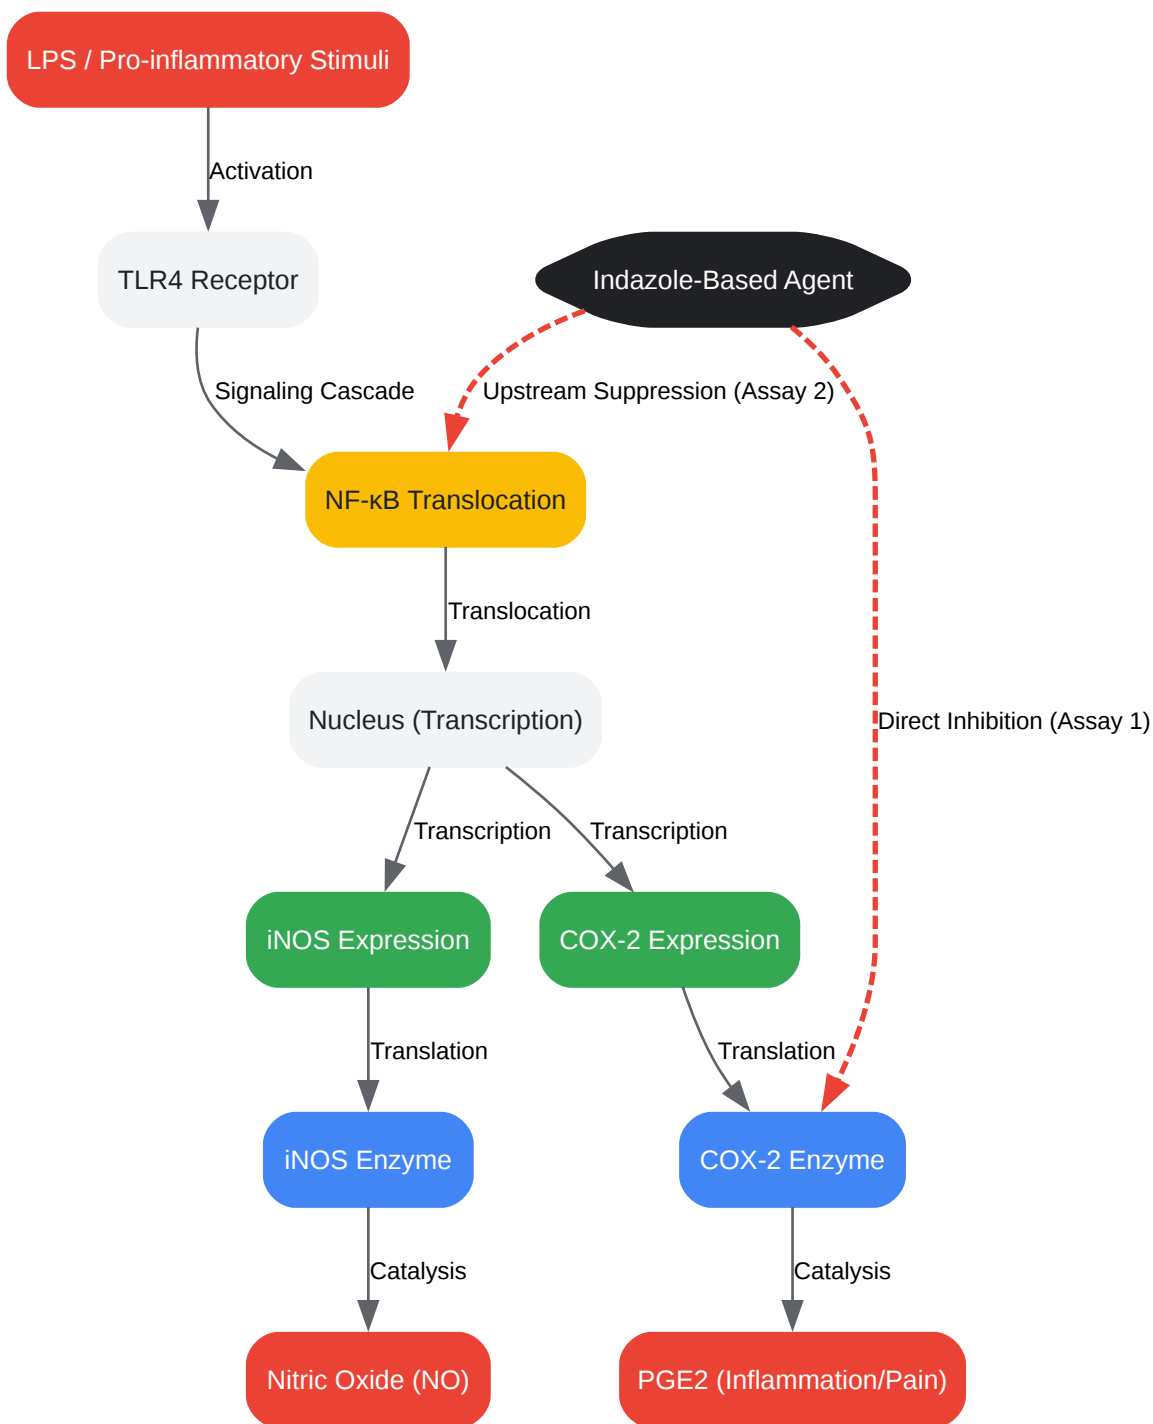 LPS / Pro-inflammatory Stimuli
Activation
TLR4 Receptor
Indazole-Based Agent
Signaling Cascade
Upstream Suppression (Assay 2)
NF-κB Translocation
Translocation
Nucleus (Transcription)
Direct Inhibition (Assay 1)
Transcription
Transcription
iNOS Expression
COX-2 Expression
Translation
Translation
iNOS Enzyme
COX-2 Enzyme
Catalysis
Catalysis
Nitric Oxide (NO)
PGE2 (Inflammation/Pain)